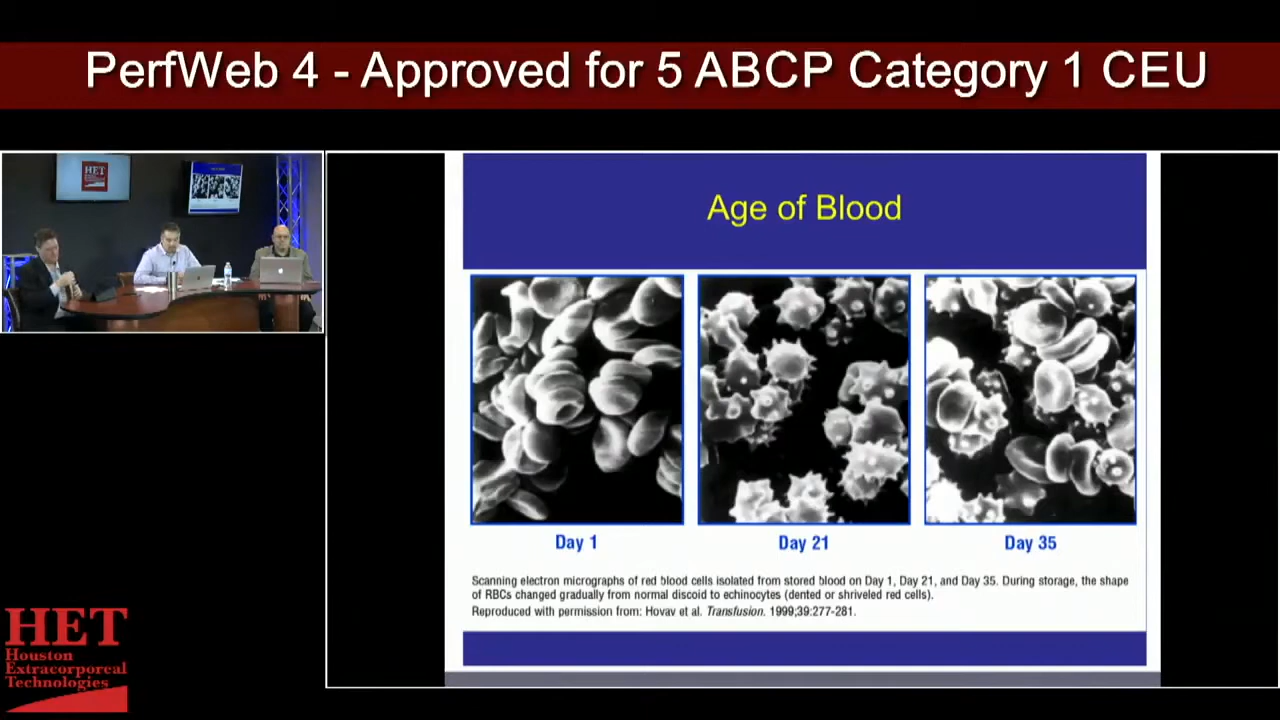 PerfWeb 4 - Approved for 5 ABCP Category 1 CEU
HET
Age of Blood
Day 1
Day 21
Day 35
Scanning electron micrographs of red blood cells isolated from stored blood on Day 1, Day 21, and Day 35. During storage, the shape
of RBCs changed gradually from normal discoid to echinocytes (dented or shriveled red cells).
Reproduced with permission from: Hovav et al. Transfusion. 1999;39:277-281.
HET
Houston
Extracorporeal
Technologies